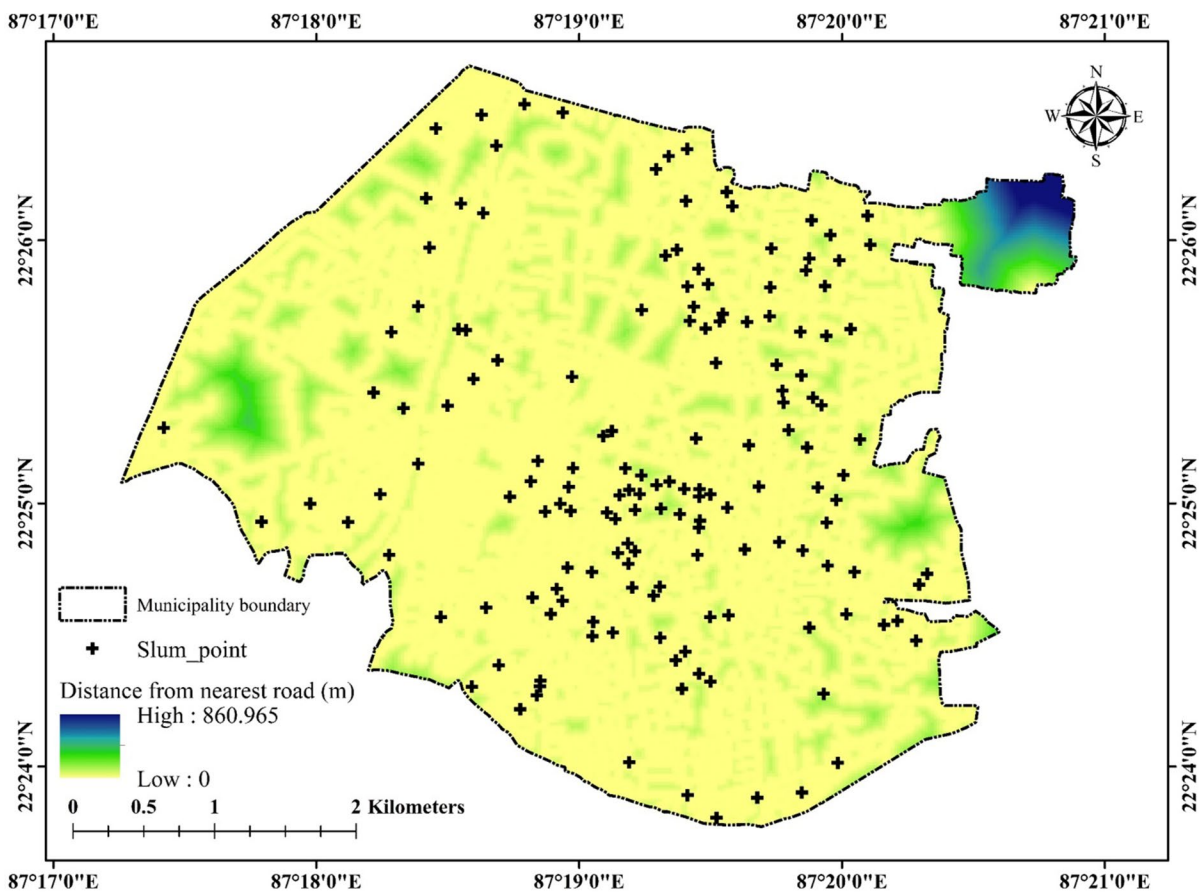 87°17'0"E 87°18'0"E 87°19'0"E 87°20'0"E 87°21'0"E
N
W E
S
22°26'0"N 22°26'0"N
22°25'0"N 22°25'0"N
Municipality boundary
Slum_point
Distance from nearest road (m)
High : 860.965
Low : 0
22°24'0"N 22°24'0"N
0 0.5 1 2 Kilometers
87°17'0"E 87°18'0"E 87°19'0"E 87°20'0"E 87°21'0"E